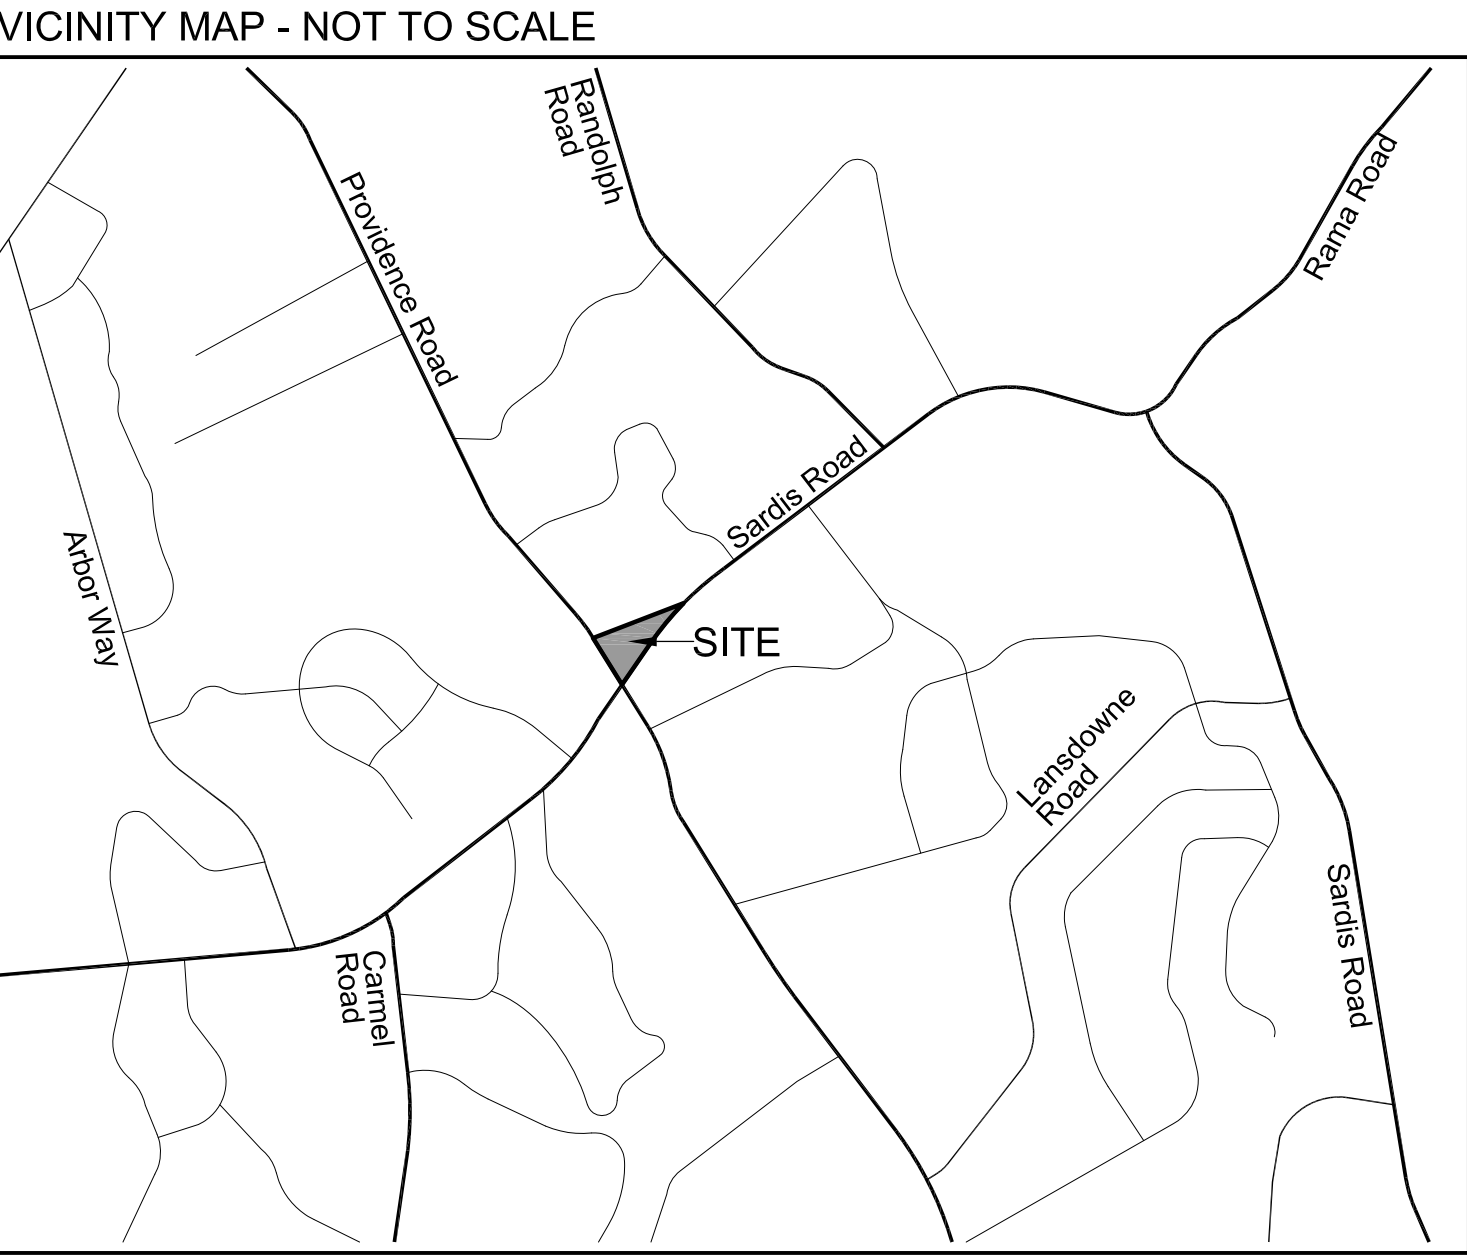 VICINITY MAP - NOT TO SCALE
Randolph
Road
Rama Road
Providence Road
Sardis Road
Arbor Way
SITE
Lansdowne
Road
Sardis Road
Carmel
Road